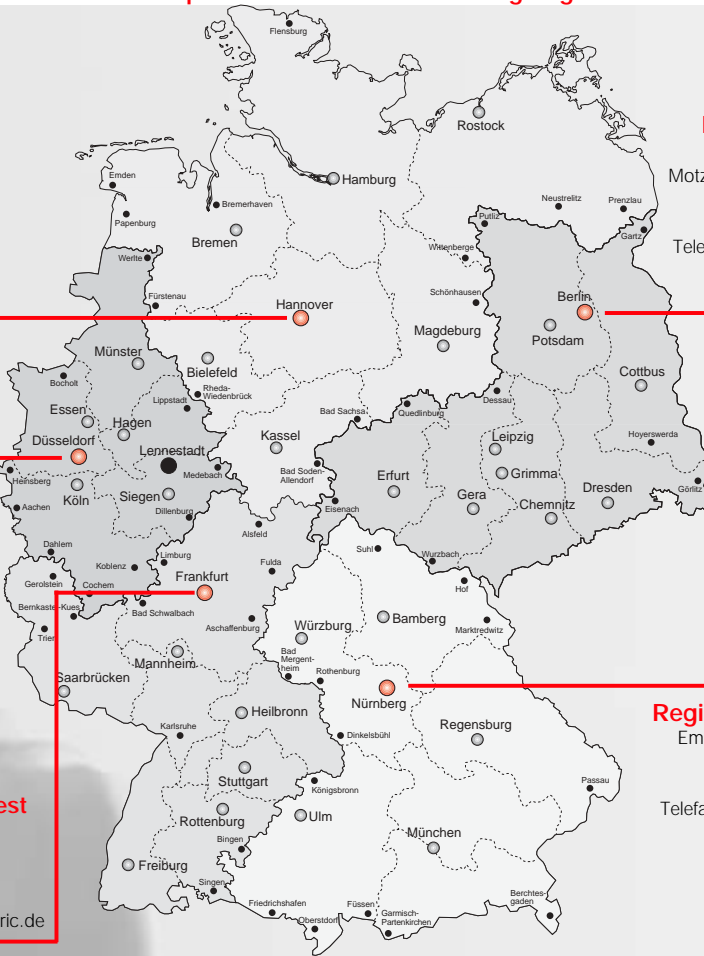 Flensburg
Rostock
Hamburg
Emden
Motz
Bremerhaven
Neustrelitz
Prenzlau
Papenburg
Putliz
Bremen
Gartz
Wittenberge
Tele
Werlte
Fürstenau
Schönhausen
Hannover
Berlin
Magdeburg
Potsdam
Münster
Bielefeld
Cottbus
Bocholt
Rheda-
Wiedenbrück
Dessau
Lippstadt
Quedlinburg
Essen
Bad Sachsa
Hagen
Leipzig
Hoyerswerda
Düsseldorf
Kassel
Lennestadt
Medebach
Bad Soden-
Allendorf
Grimma
Heinsberg
Erfurt
Köln
Siegen
Gera
Dresden
Görlitz
Aachen
Dillenburg
Eisenach
Chemnitz
Alsfeld
Dahlem
Limburg
Suhl
Wurzbach
Koblenz
Fulda
Gerolstein
Cochem
Frankfurt
Hof
Bernkastel-Kues
Bad Schwalbach
Aschaffenburg
Würzburg
Bamberg
Marktredwitz
Trier
Mannheim
Bad
Mergent-
heim
Rothenburg
Saarbrücken
Nürnberg
Heilbronn
Regi
Karlsruhe
Dinkelsbühl
Regensburg
Em
Stuttgart
Königsbronn
Passau
est
Rottenburg
Ulm
Telefa
Bingen
München
Freiburg
Singen
Berchtes-
gaden
Friedrichshafen
Füssen
Garmisch-
Partenkirchen
ric.de
Oberstdorf